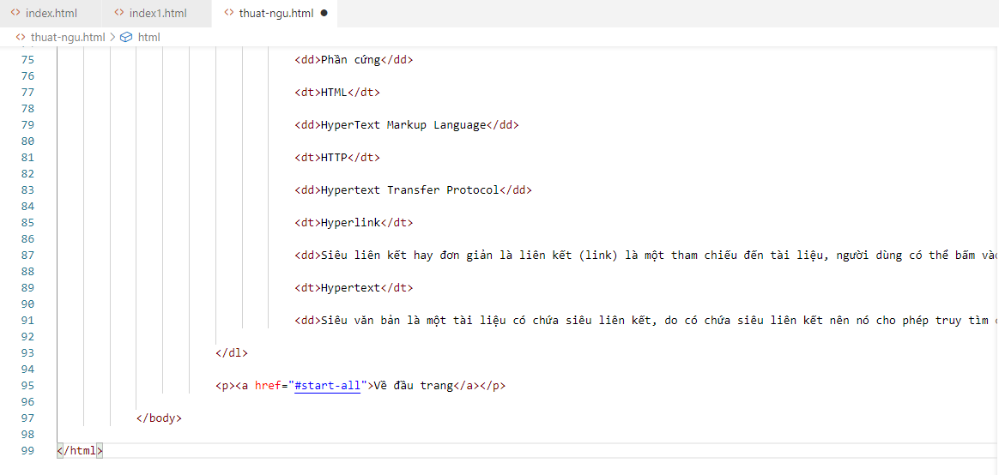 index.html index1.html thuat-ngu.html
thuat-ngu.html html
75 <dd>Phần cứng</dd>
76
77 <dt>HTML</dt>
78
79 <dd>HyperText Markup Language</dd>
80
81 <dt>HTTP</dt>
82
83 <dd>Hypertext Transfer Protocol</dd>
84
85 <dt>Hyperlink</dt>
86
87 <dd>Siêu liên kết hay đơn giản là liên kết (link) là một tham chiếu đến tài liệu, người dùng có thể bấm vào
88
89 <dt>Hypertext</dt>
90
91 <dd>Siêu văn bản là một tài liệu có chứa siêu liên kết, do có chứa siêu liên kết nên nó cho phép truy tìm
92
93 </dl>
94
95 <p><a href="#start-all">Về đầu trang</a></p>
96
97 </body>
98
99 </html>